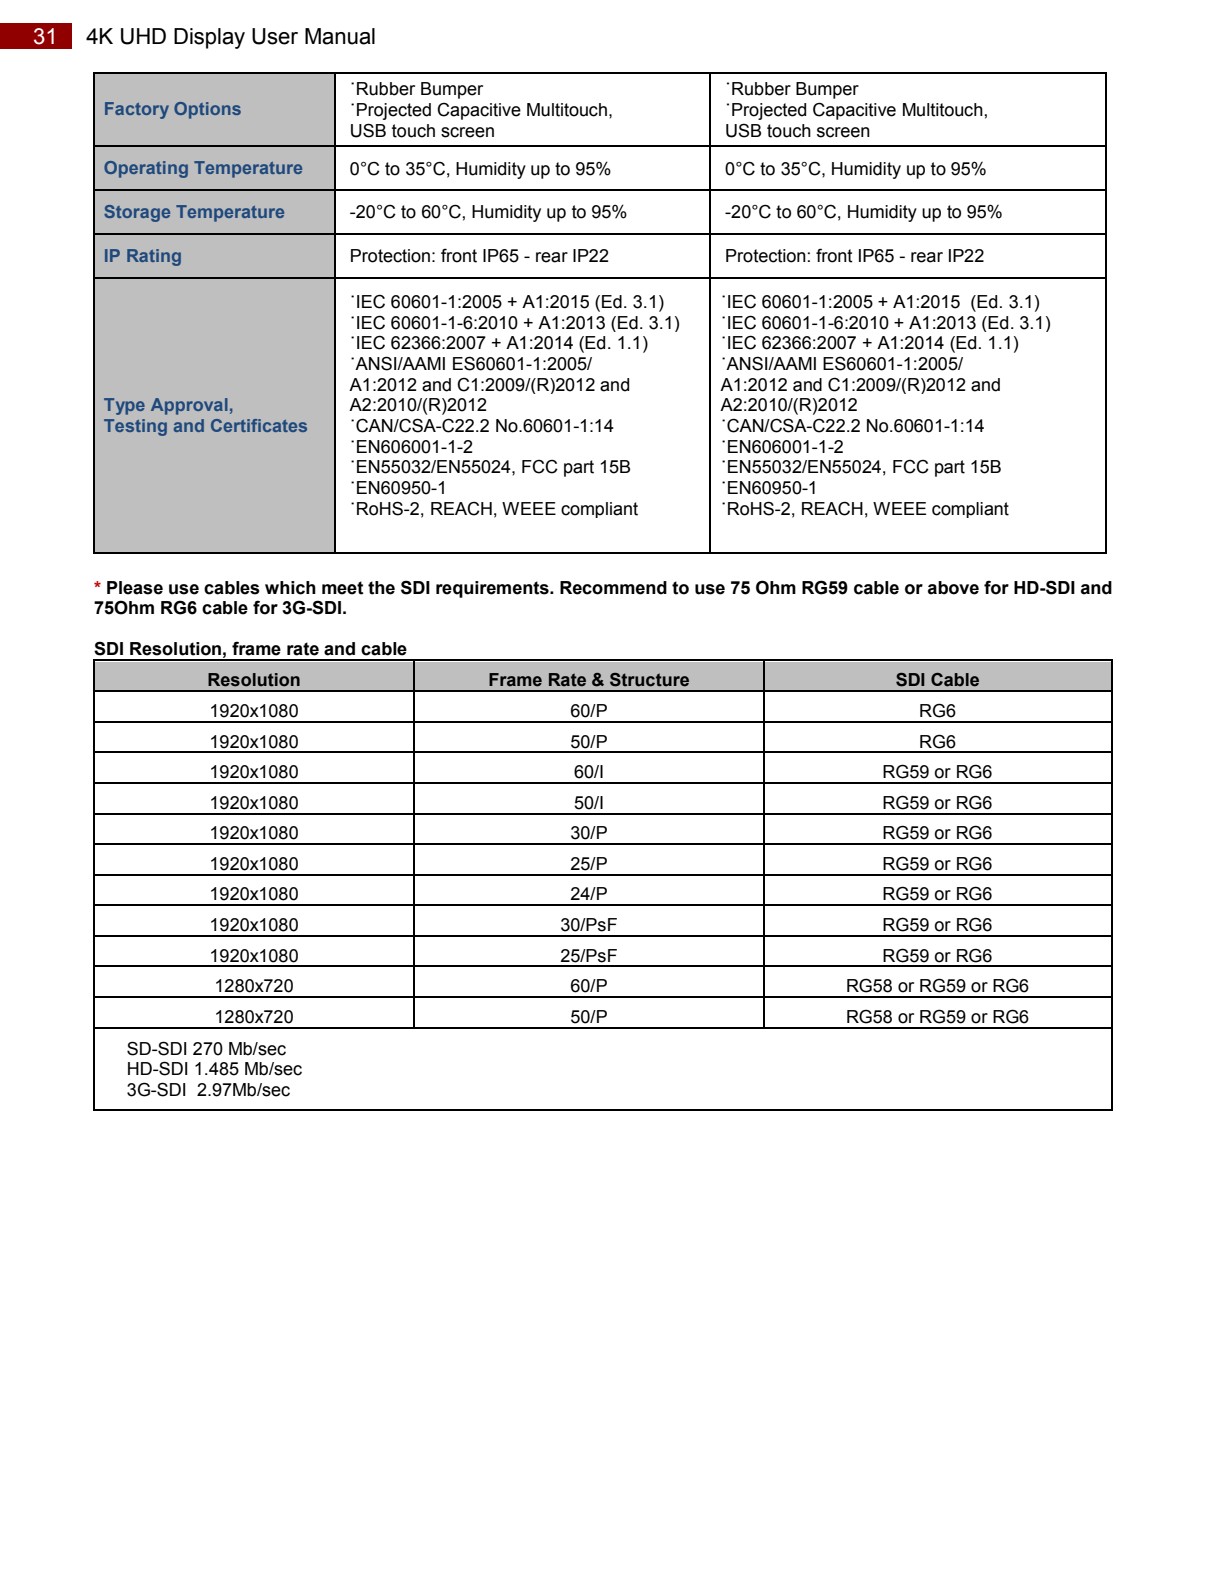 31 4K UHD Display User Manual
Factory Options
˙Rubber Bumper
˙Projected Capacitive Multitouch,
USB touch screen
˙Rubber Bumper
˙Projected Capacitive Multitouch,
USB touch screen
Operating Temperature
0°C to 35°C, Humidity up to 95%
0°C to 35°C, Humidity up to 95%
Storage Temperature
-20°C to 60°C, Humidity up to 95%
-20°C to 60°C, Humidity up to 95%
IP Rating
Protection: front IP65 - rear IP22
Protection: front IP65 - rear IP22
Type Approval,
Testing and Certificates
˙IEC 60601-1:2005 + A1:2015 (Ed. 3.1)
˙IEC 60601-1-6:2010 + A1:2013 (Ed. 3.1)
˙IEC 62366:2007 + A1:2014 (Ed. 1.1)
˙ANSI/AAMI ES60601-1:2005/
A1:2012 and C1:2009/(R)2012 and
A2:2010/(R)2012
˙CAN/CSA-C22.2 No.60601-1:14
˙EN606001-1-2
˙EN55032/EN55024, FCC part 15B
˙EN60950-1
˙RoHS-2, REACH, WEEE compliant
˙IEC 60601-1:2005 + A1:2015  (Ed. 3.1)
˙IEC 60601-1-6:2010 + A1:2013 (Ed. 3.1)
˙IEC 62366:2007 + A1:2014 (Ed. 1.1)
˙ANSI/AAMI ES60601-1:2005/
A1:2012 and C1:2009/(R)2012 and
A2:2010/(R)2012
˙CAN/CSA-C22.2 No.60601-1:14
˙EN606001-1-2
˙EN55032/EN55024, FCC part 15B
˙EN60950-1
˙RoHS-2, REACH, WEEE compliant
* Please use cables which meet the SDI requirements. Recommend to use 75 Ohm RG59 cable or above for HD-SDI and
75Ohm RG6 cable for 3G-SDI.
SDI Resolution, frame rate and cable
Resolution Frame Rate & Structure SDI Cable
1920x1080 60/P RG6
1920x1080 50/P RG6
1920x1080 60/I RG59 or RG6
1920x1080 50/I RG59 or RG6
1920x1080 30/P RG59 or RG6
1920x1080 25/P RG59 or RG6
1920x1080 24/P RG59 or RG6
1920x1080 30/PsF RG59 or RG6
1920x1080 25/PsF RG59 or RG6
1280x720 60/P RG58 or RG59 or RG6
1280x720 50/P RG58 or RG59 or RG6
SD-SDI 270 Mb/sec
HD-SDI 1.485 Mb/sec
3G-SDI  2.97Mb/sec